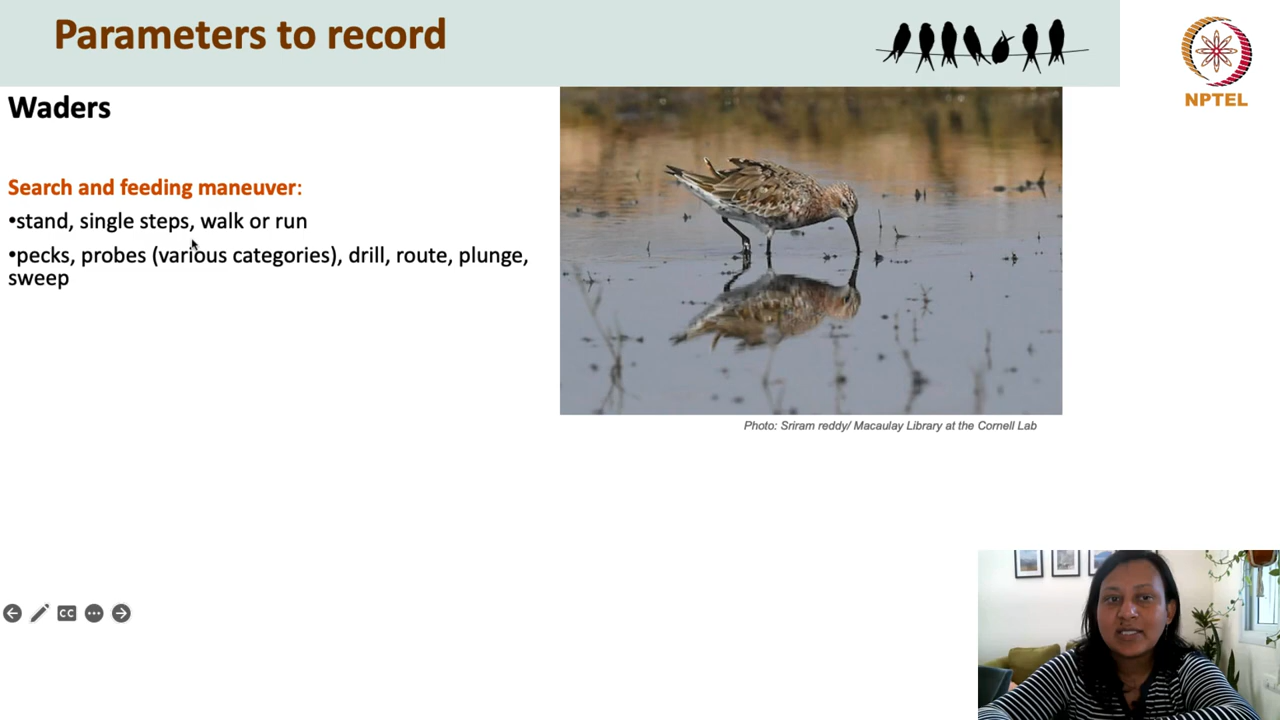 Parameters to record
NPTEL
Waders
Search and feeding maneuver:
•stand, single steps, walk or run
•pecks, probes (various categories), drill, route, plunge,
sweep
Photo: Sriram reddy/ Macaulay Library at the Cornell Lab
CC